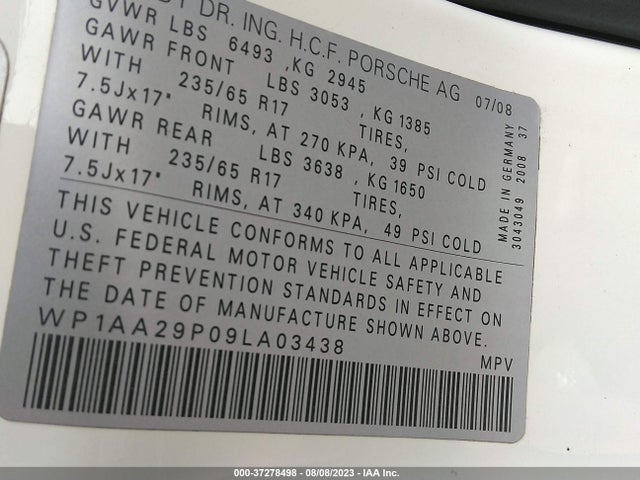 BY DR. ING. H.C.F. PORSCHE AG 07/08
GVWR LBS 6493 ,KG 2945
GAWR FRONT LBS 3053 , KG 1385
WITH 235/65 R17 TIRES,
7.5Jx17" RIMS, AT 270 KPA, 39 PSI COLD
GAWR REAR LBS 3638 , KG 1650
WITH 235/65 R17 TIRES,
7.5Jx17" RIMS, AT 340 KPA, 49 PSI COLD
THIS VEHICLE CONFORMS TO ALL APPLICABLE
U.S. FEDERAL MOTOR VEHICLE SAFETY AND
THEFT PREVENTION STANDARDS IN EFFECT ON
THE DATE OF MANUFACTURE SHOWN ABOVE.
WP1AA29P09LA03438 MPV
MADE IN GERMANY
3043049 2008 37
000-37278498 - 08/08/2023 - IAA Inc.